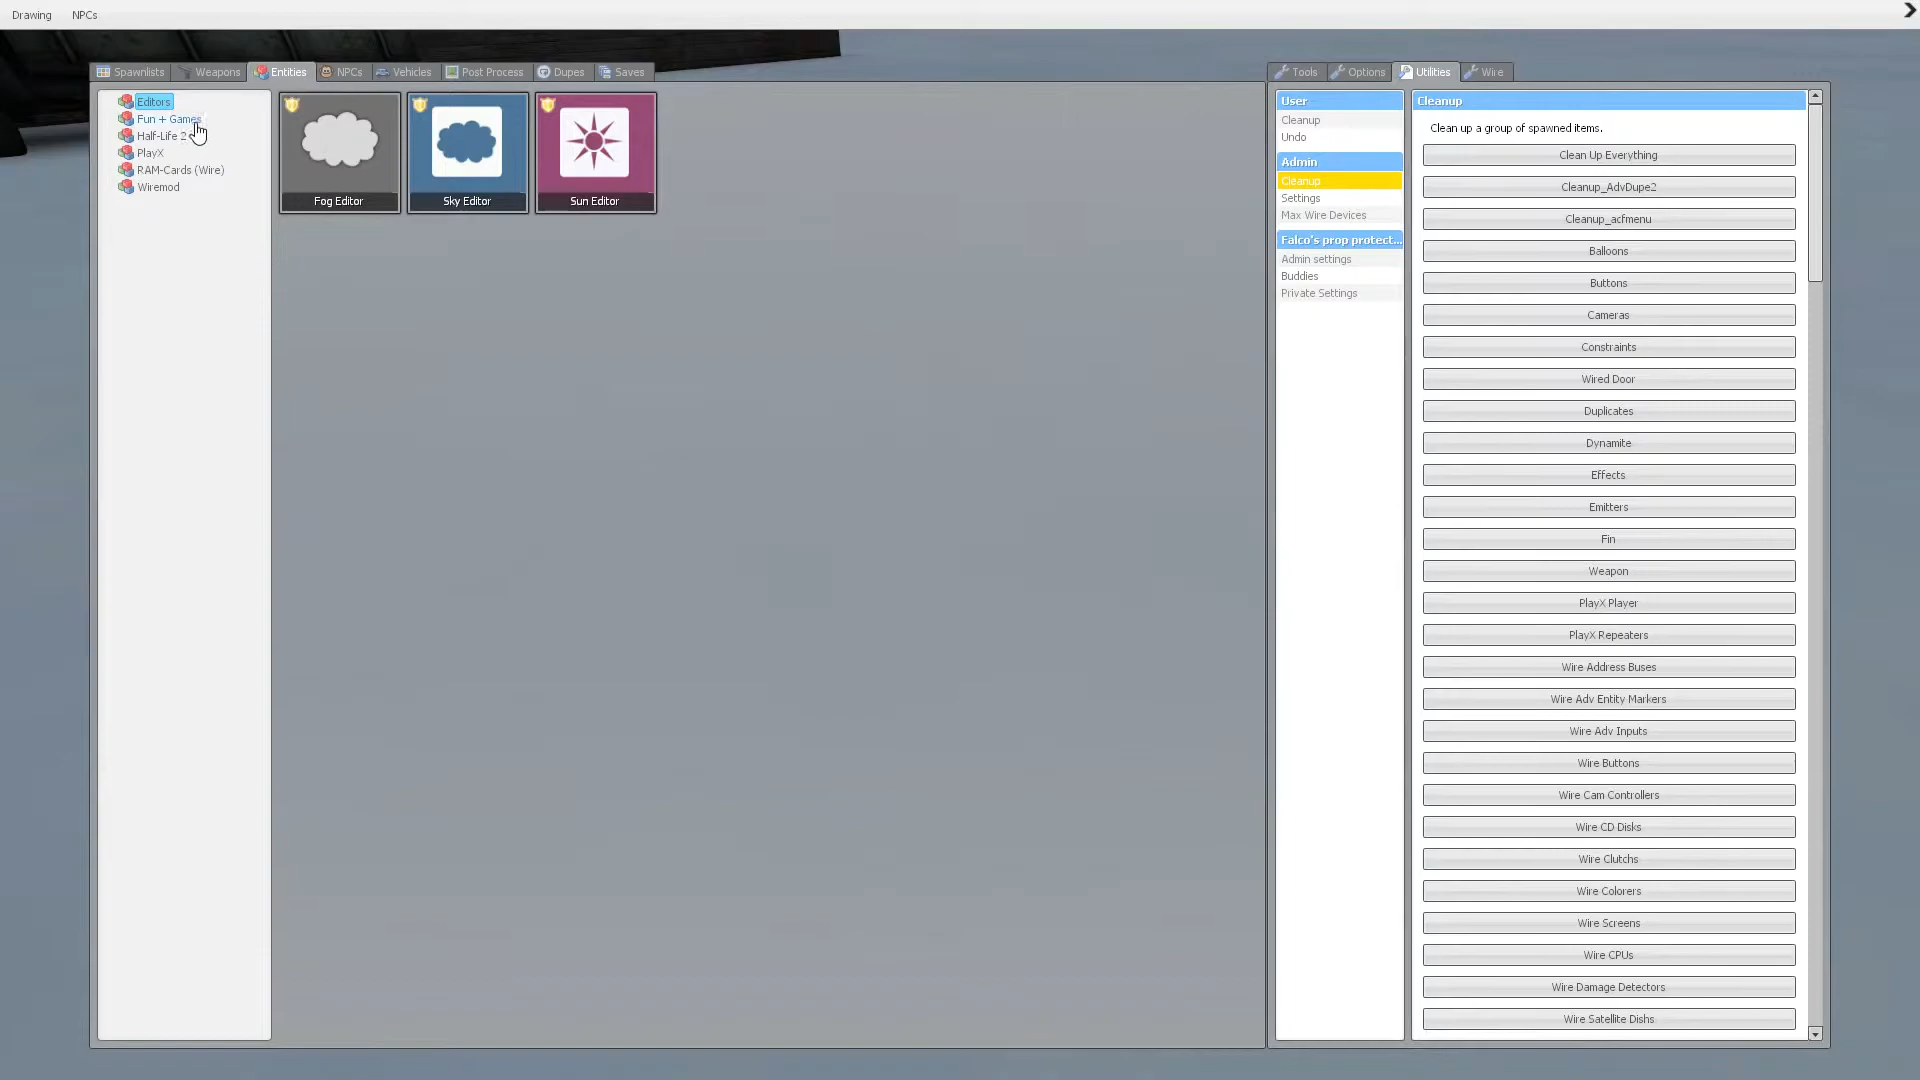 Drawing NPCs
Spawnlists Weapons Entities NPCs Vehicles Post Process Dupes Saves
Editors
Fun + Games
Half-Life 2
PlayX
RAM-Cards (Wire)
Wiremod
Fog Editor Sky Editor Sun Editor
Tools Options Utilities Wire
User
Cleanup
Undo
Admin
Cleanup
Settings
Max Wire Devices
Falco's prop protect...
Admin settings
Buddies
Private Settings
Cleanup
Clean up a group of spawned items.
Clean Up Everything
Cleanup_AdvDupe2
Cleanup_acfmenu
Balloons
Buttons
Cameras
Constraints
Wired Door
Duplicates
Dynamite
Effects
Emitters
Fin
Weapon
PlayX Player
PlayX Repeaters
Wire Address Buses
Wire Adv Entity Markers
Wire Adv Inputs
Wire Buttons
Wire Cam Controllers
Wire CD Disks
Wire Clutchs
Wire Colorers
Wire Screens
Wire CPUs
Wire Damage Detectors
Wire Satellite Dishs